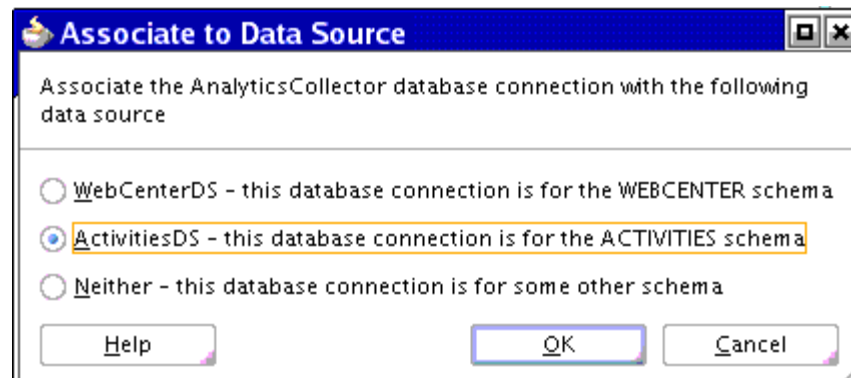 Associate to Data Source
Associate the AnalyticsCollector database connection with the following
data source
WebCenterDS - this database connection is for the WEBCENTER schema
ActivitiesDS - this database connection is for the ACTIVITIES schema
Neither - this database connection is for some other schema
Help
OK
Cancel